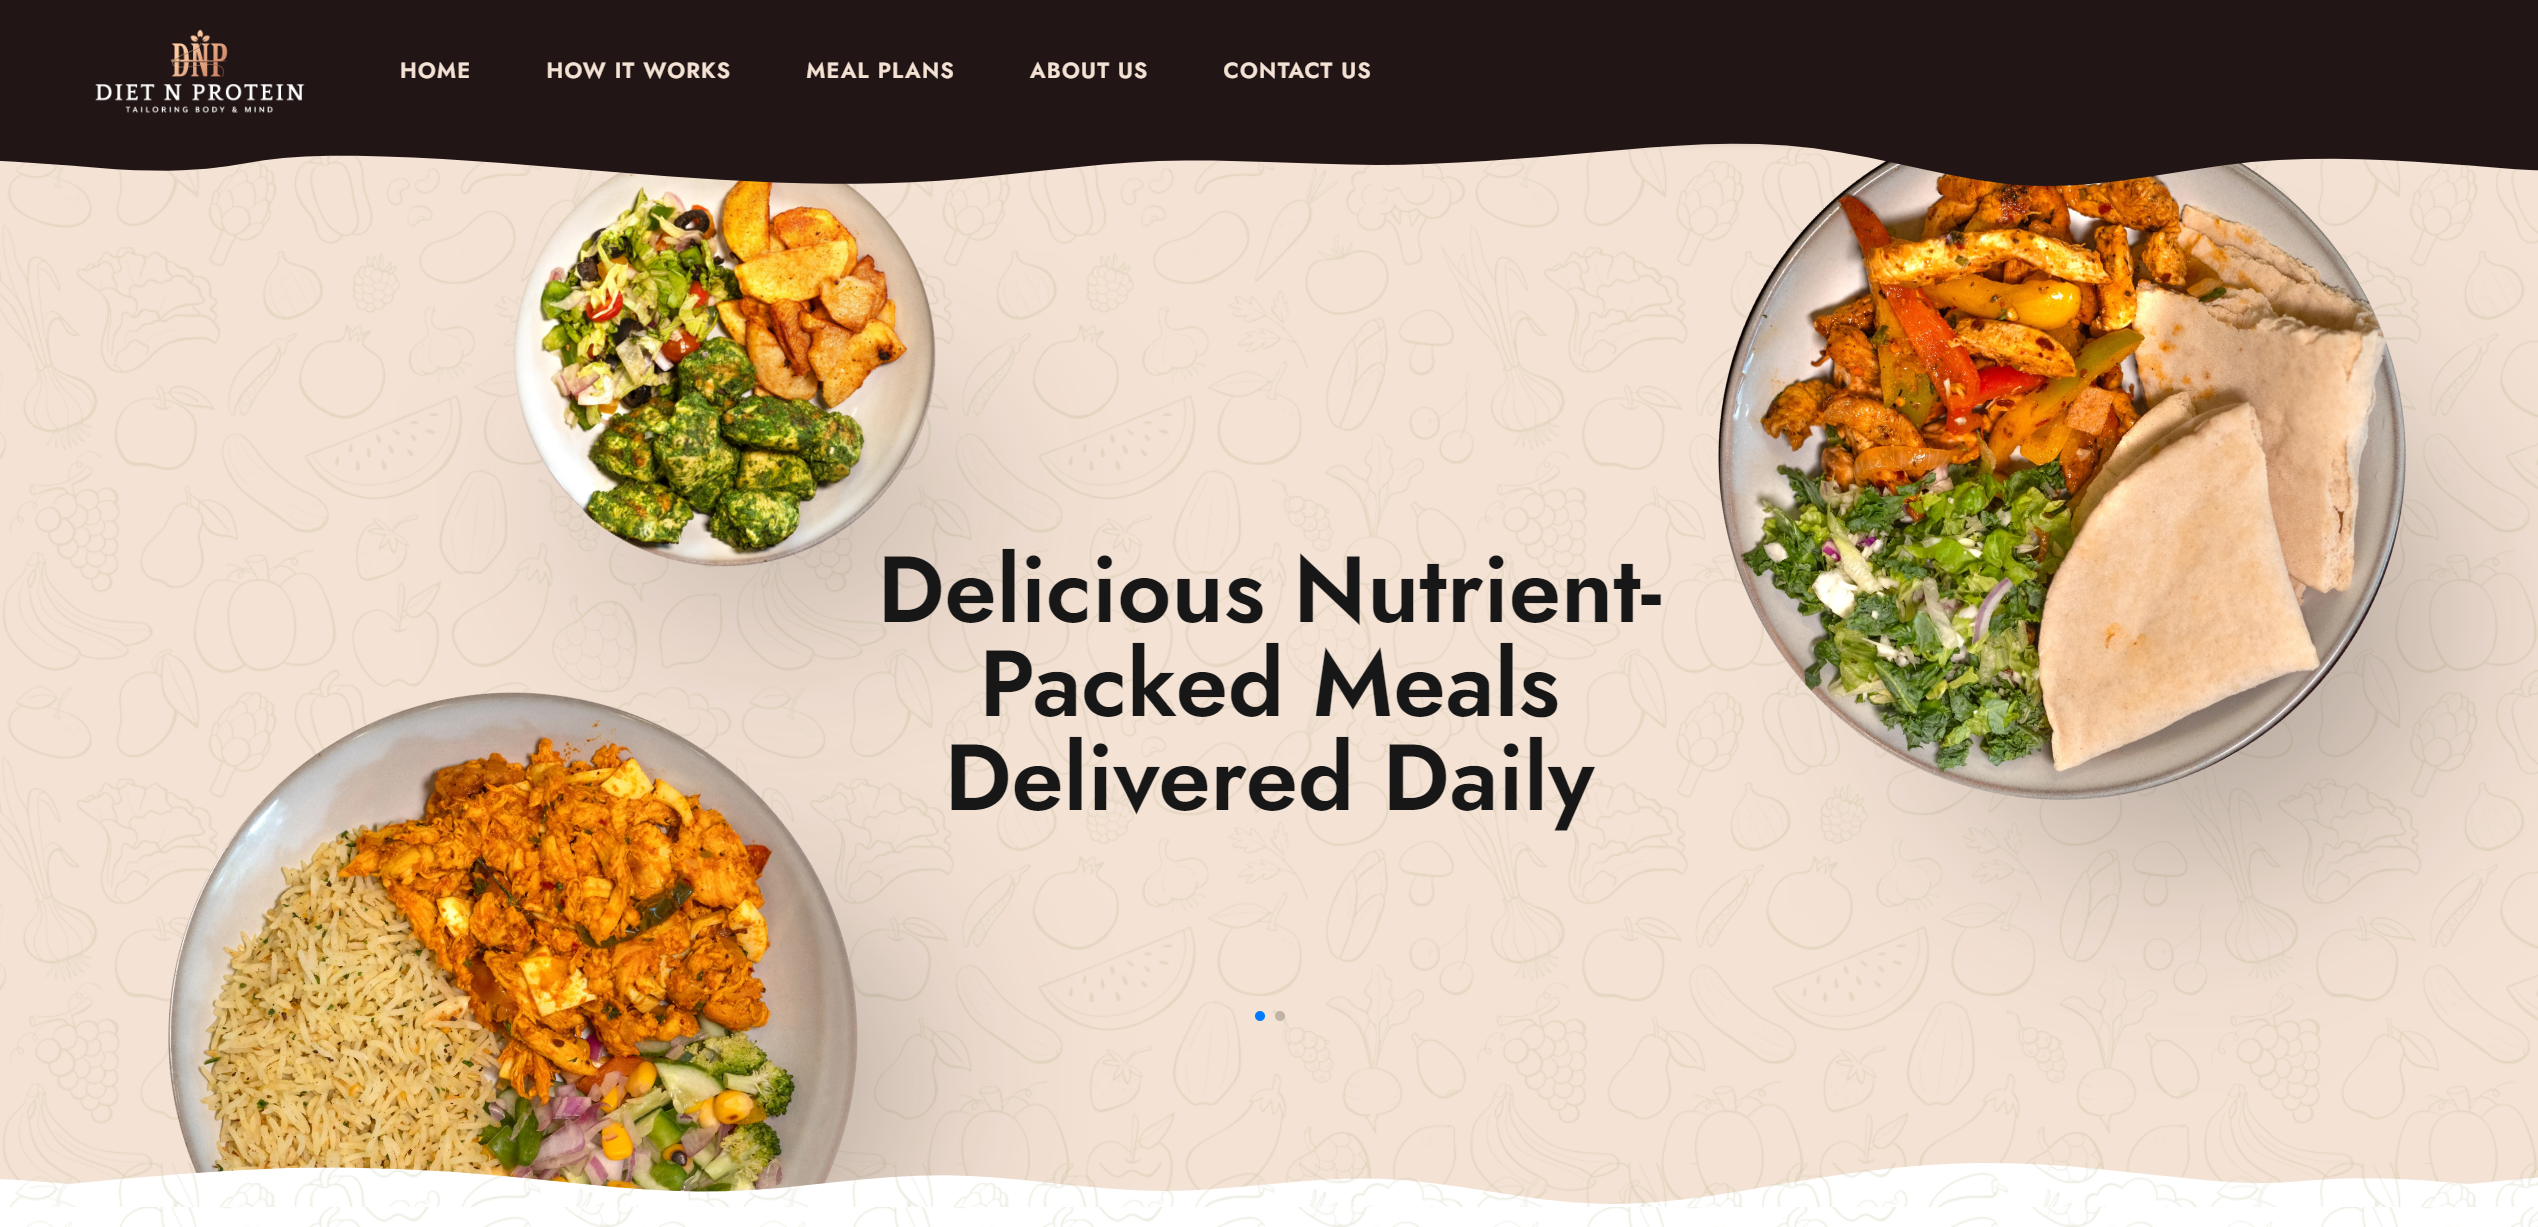 DNP
DIET N PROTEIN
TAILORING BODY & MIND
HOME
HOW IT WORKS
MEAL PLANS
ABOUT US
CONTACT US
Delicious Nutrient-
Packed Meals
Delivered Daily